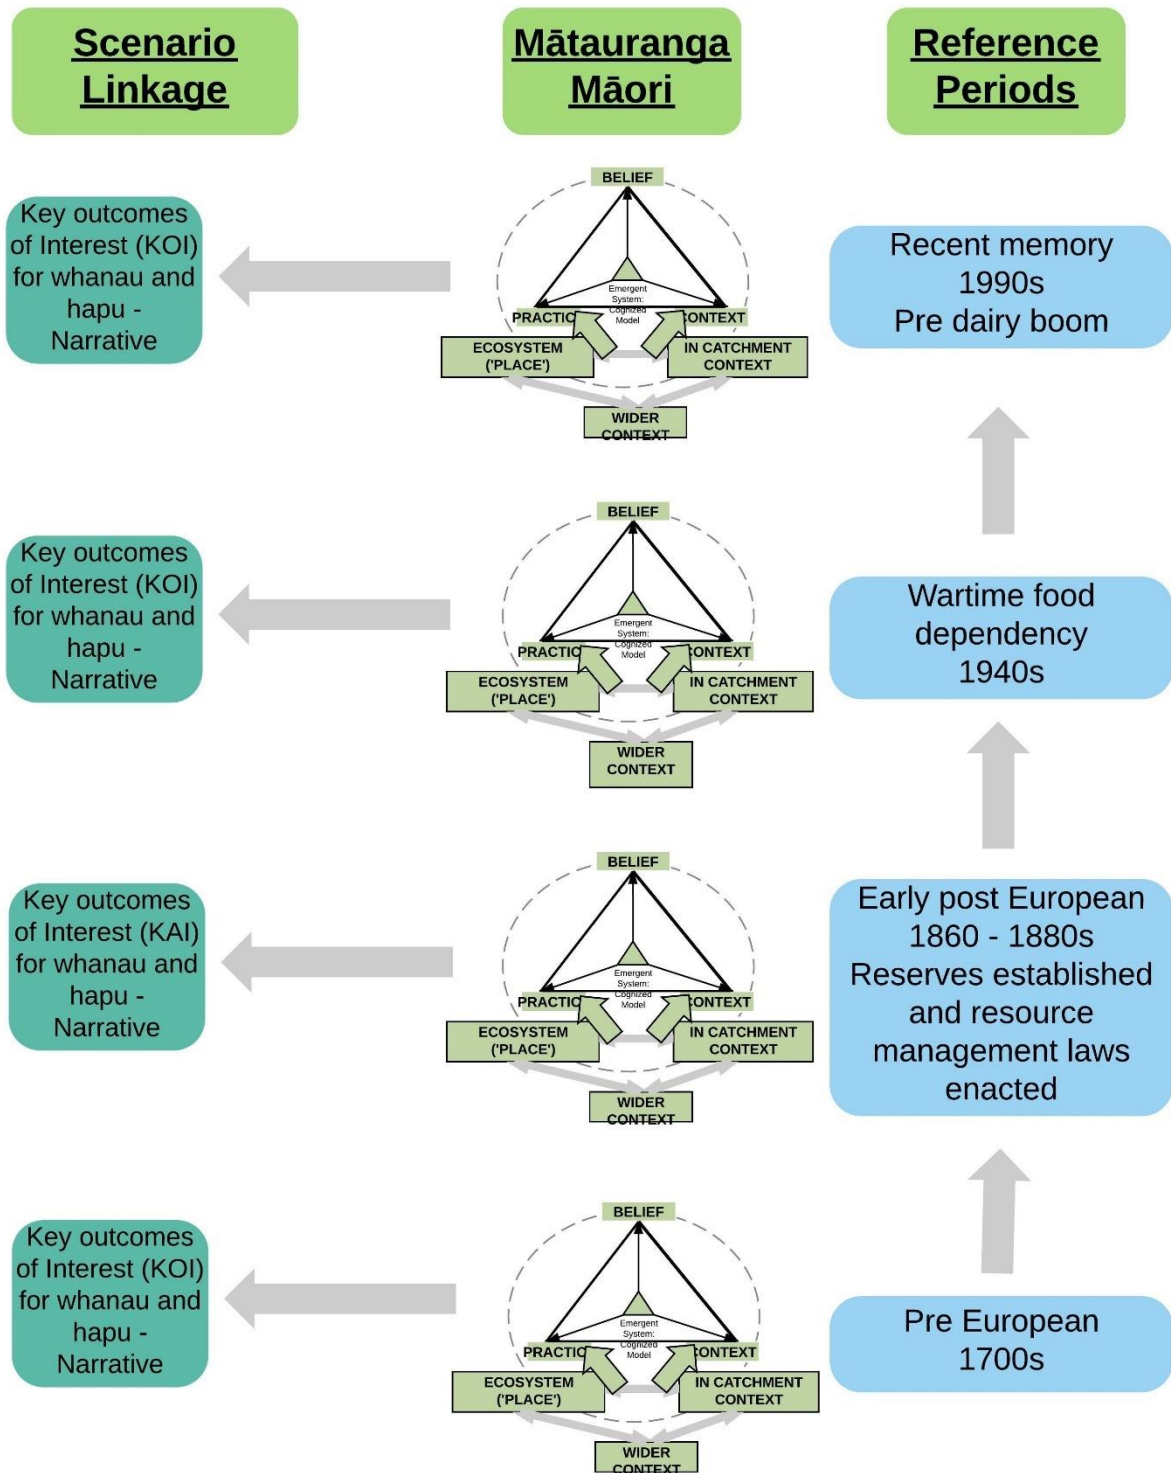 Scenario
Linkage
Mātauranga
Māori
Reference
Periods
Key outcomes
of Interest (KOI)
for whanau and
hapu -
Narrative
BELIEF
Emergent
System:
Cognized
Model
PRACTIC
CONTEXT
ECOSYSTEM
('PLACE')
IN CATCHMENT
CONTEXT
WIDER
CONTEXT
Recent memory
1990s
Pre dairy boom
Key outcomes
of Interest (KOI)
for whanau and
hapu -
Narrative
BELIEF
Emergent
System:
Cognized
Model
PRACTIC
CONTEXT
ECOSYSTEM
('PLACE')
IN CATCHMENT
CONTEXT
WIDER
CONTEXT
Wartime food
dependency
1940s
Key outcomes
of Interest (KAI)
for whanau and
hapu -
Narrative
BELIEF
Emergent
System:
Cognized
Model
PRACTIC
CONTEXT
ECOSYSTEM
('PLACE')
IN CATCHMENT
CONTEXT
WIDER
CONTEXT
Early post European
1860 - 1880s
Reserves established
and resource
management laws
enacted
Key outcomes
of Interest (KOI)
for whanau and
hapu -
Narrative
BELIEF
Emergent
System:
Cognized
Model
PRACTIC
CONTEXT
ECOSYSTEM
('PLACE')
IN CATCHMENT
CONTEXT
WIDER
CONTEXT
Pre European
1700s